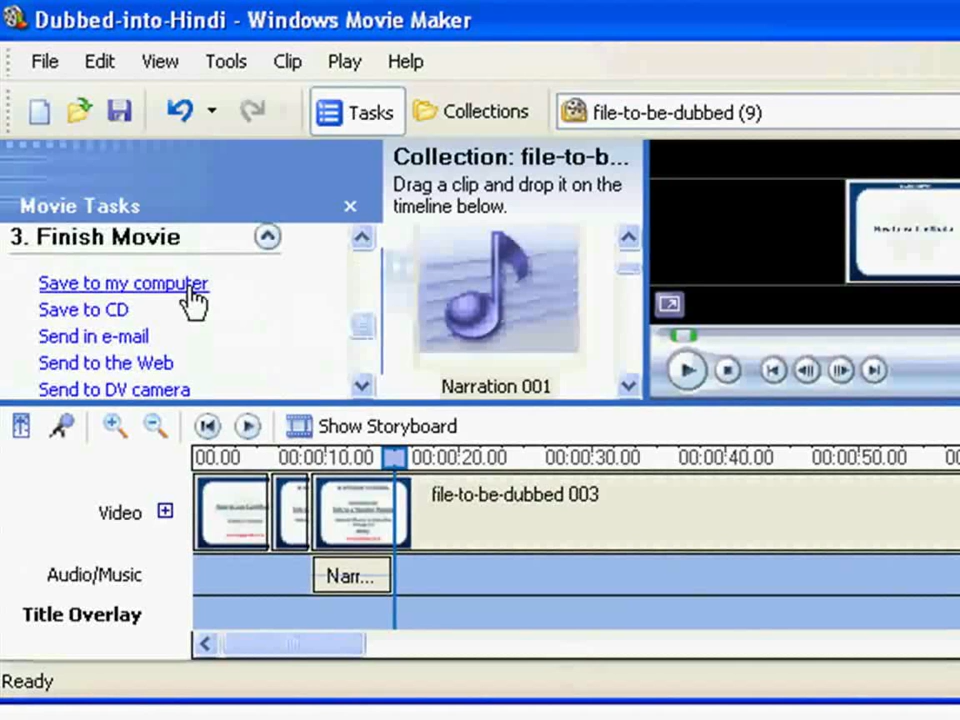 Dubbed-into-Hindi - Windows Movie Maker
File Edit View Tools Clip Play Help
Tasks Collections file-to-be-dubbed (9)
Movie Tasks
3. Finish Movie
Save to my computer
Save to CD
Send in e-mail
Send to the Web
Send to DV camera
Collection: file-to-b...
Drag a clip and drop it on the
timeline below.
Narration 001
Show Storyboard
00.00 00:00:10.00 00:00:20.00 00:00:30.00 00:00:40.00 00:00:50.00
Video file-to-be-dubbed 003
Audio/Music Narr...
Title Overlay
Ready